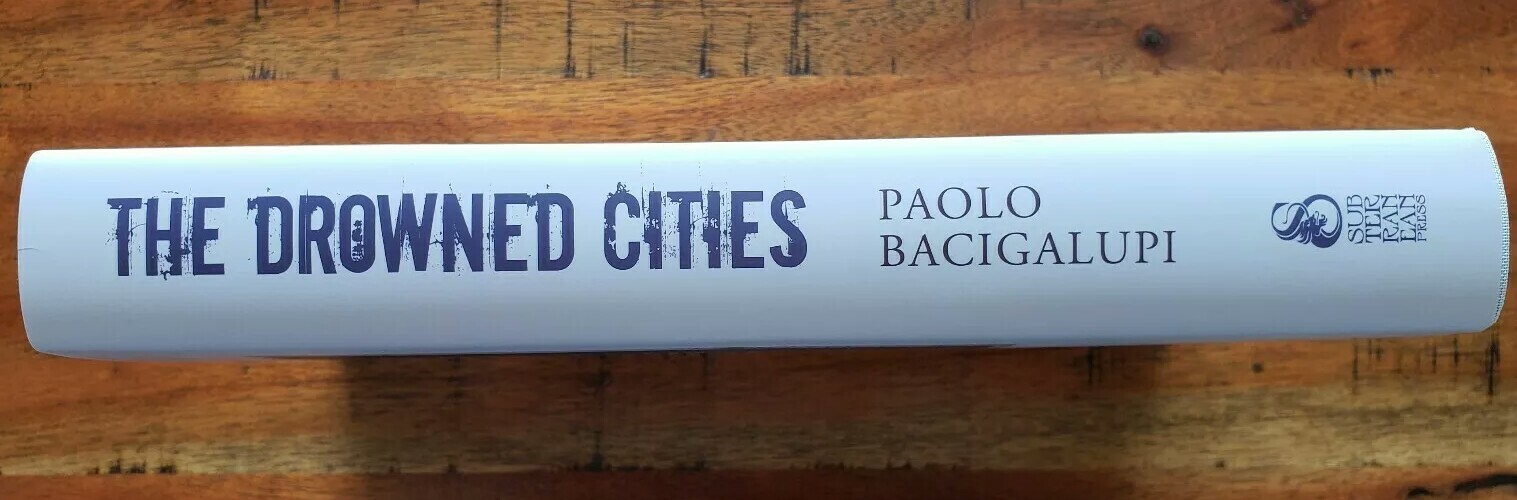 THE DROWNED CITIES
PAOLO
BACIGALUPI
SUB
TER
RAN
EAN
PRESS